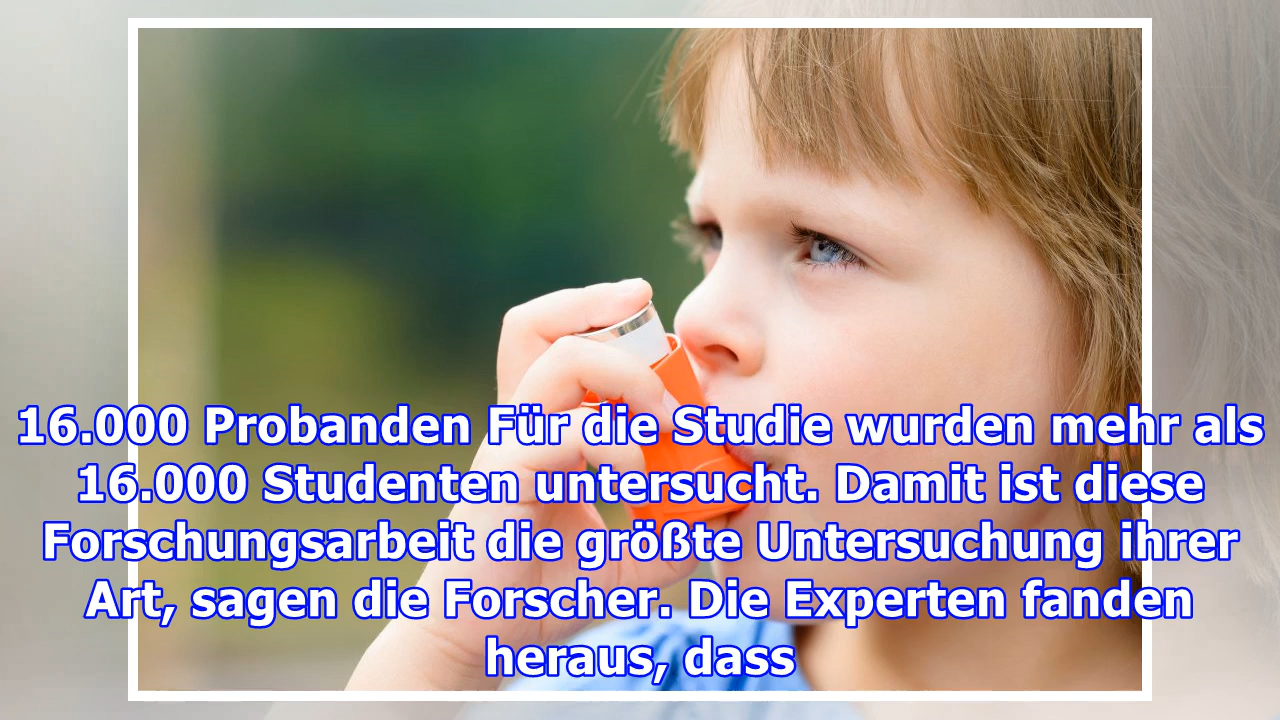 16.000 Probanden Für die Studie wurden mehr als
16.000 Studenten untersucht. Damit ist diese
Forschungsarbeit die größte Untersuchung ihrer
Art, sagen die Forscher. Die Experten fanden
heraus, dass